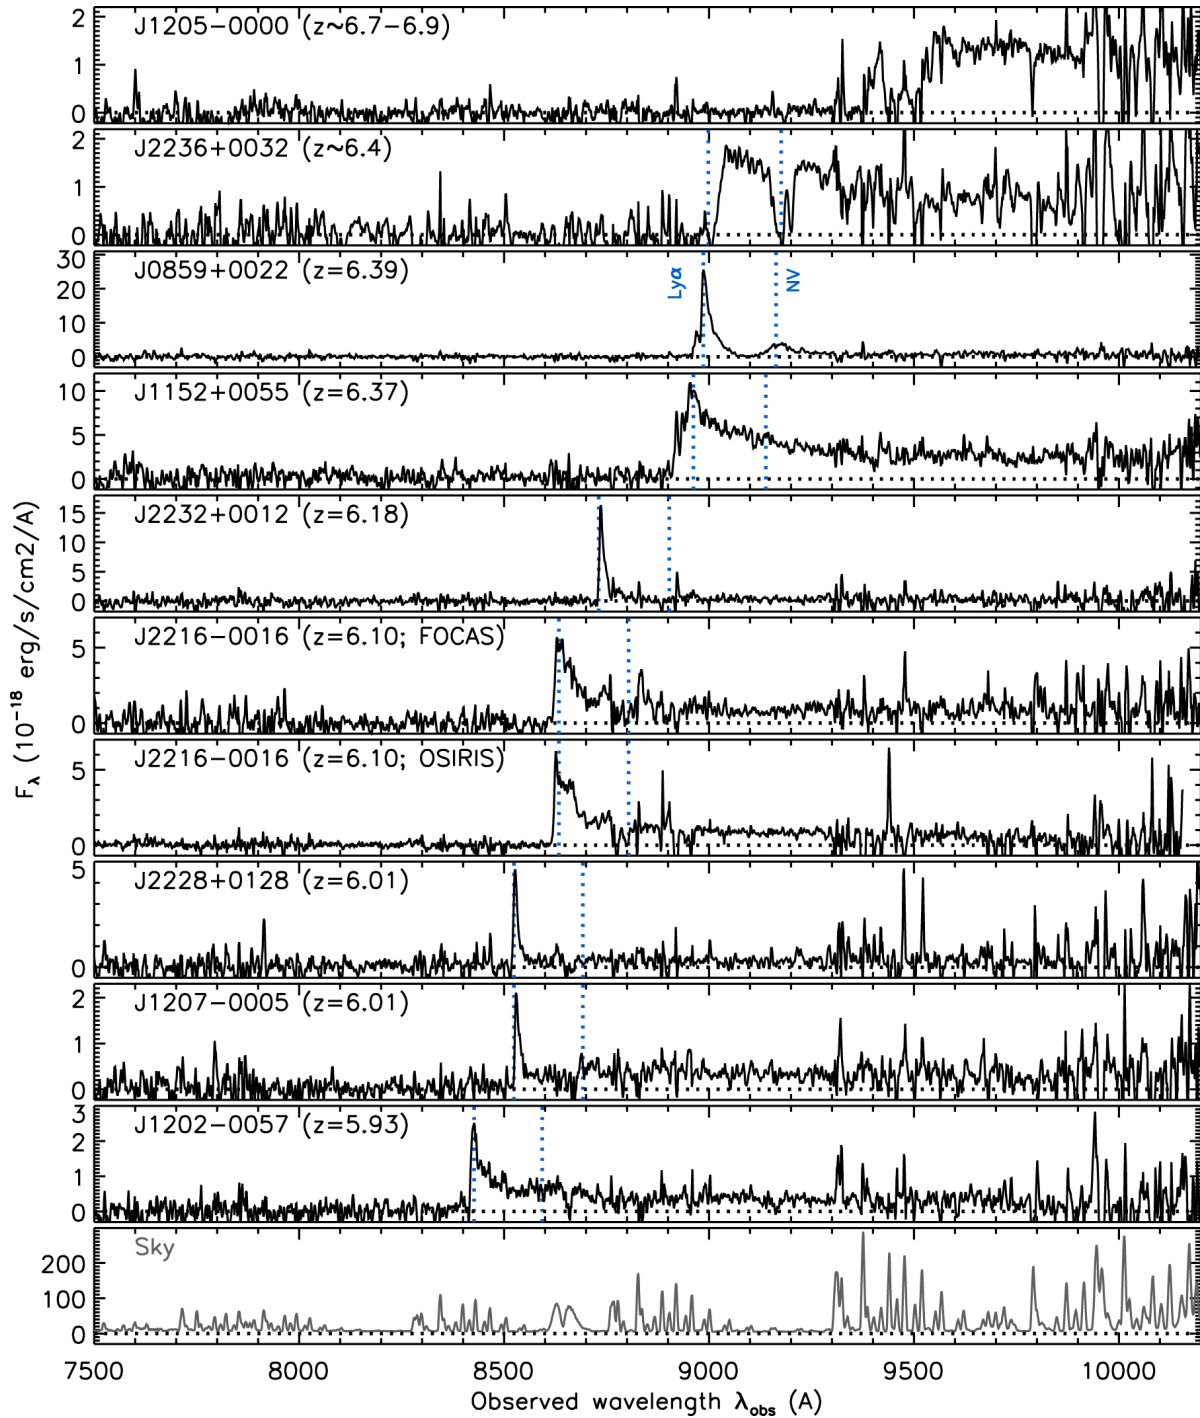 J1205−0000 (z~6.7−6.9)
2
1
0
J2236+0032 (z~6.4)
2
1
0
J0859+0022 (z=6.39)
30
20
10
0
Lyα
NV
J1152+0055 (z=6.37)
10
5
0
J2232+0012 (z=6.18)
15
10
5
0
J2216−0016 (z=6.10; FOCAS)
5
0
J2216−0016 (z=6.10; OSIRIS)
5
0
J2228+0128 (z=6.01)
5
0
J1207−0005 (z=6.01)
2
1
0
J1202−0057 (z=5.93)
3
2
1
0
Sky
200
100
0
Fλ (10⁻¹⁸ erg/s/cm2/A)
7500 8000 8500 9000 9500 10000
Observed wavelength λobs (A)